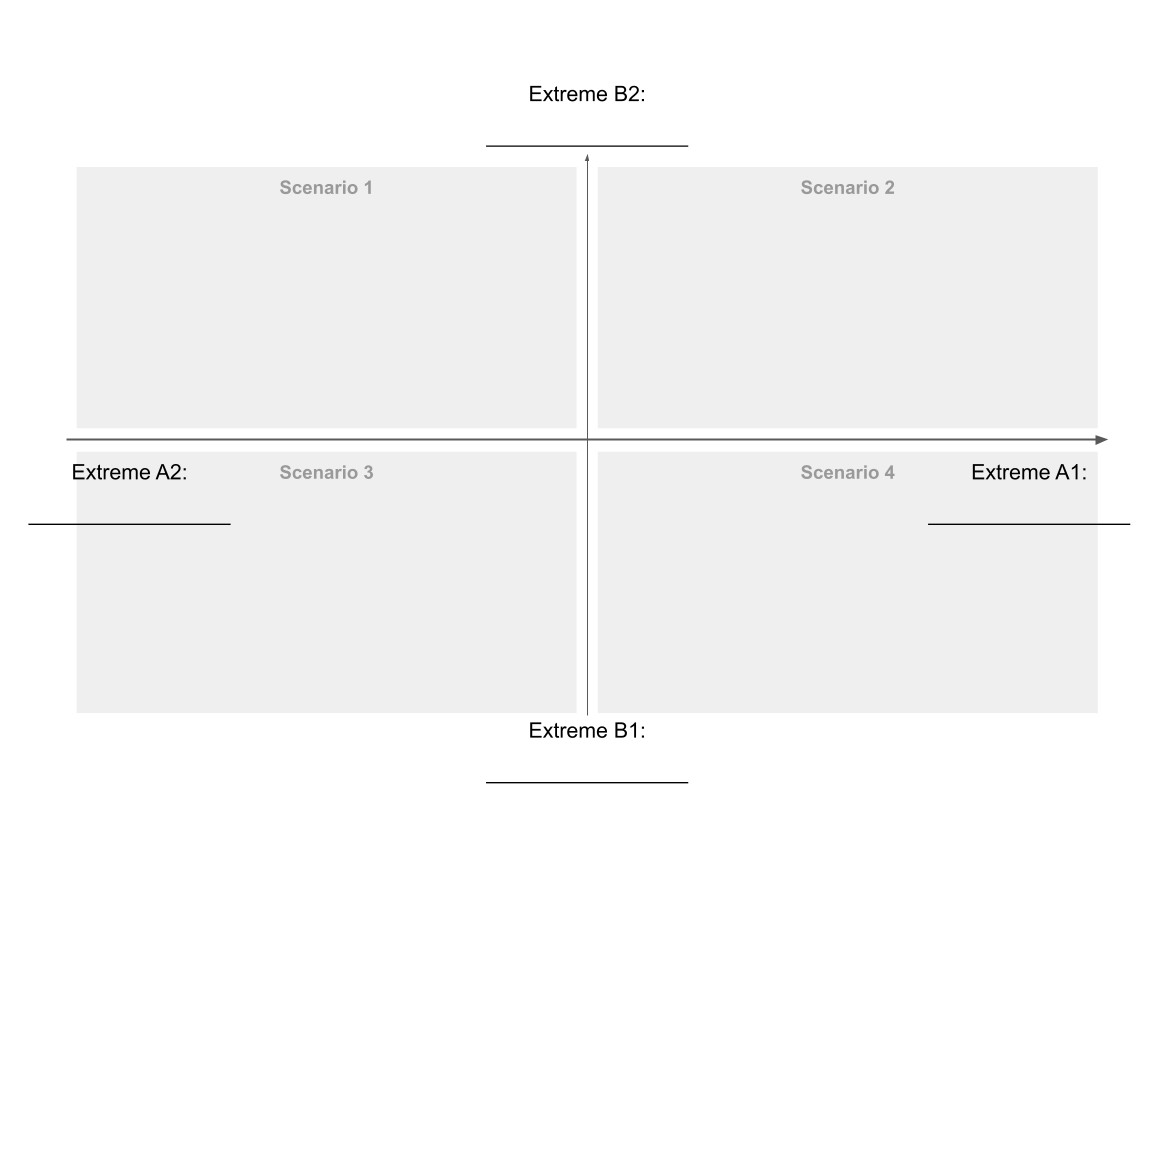 Extreme B2:
Scenario 1
Scenario 2
Extreme A2:
Scenario 3
Scenario 4
Extreme A1:
Extreme B1: